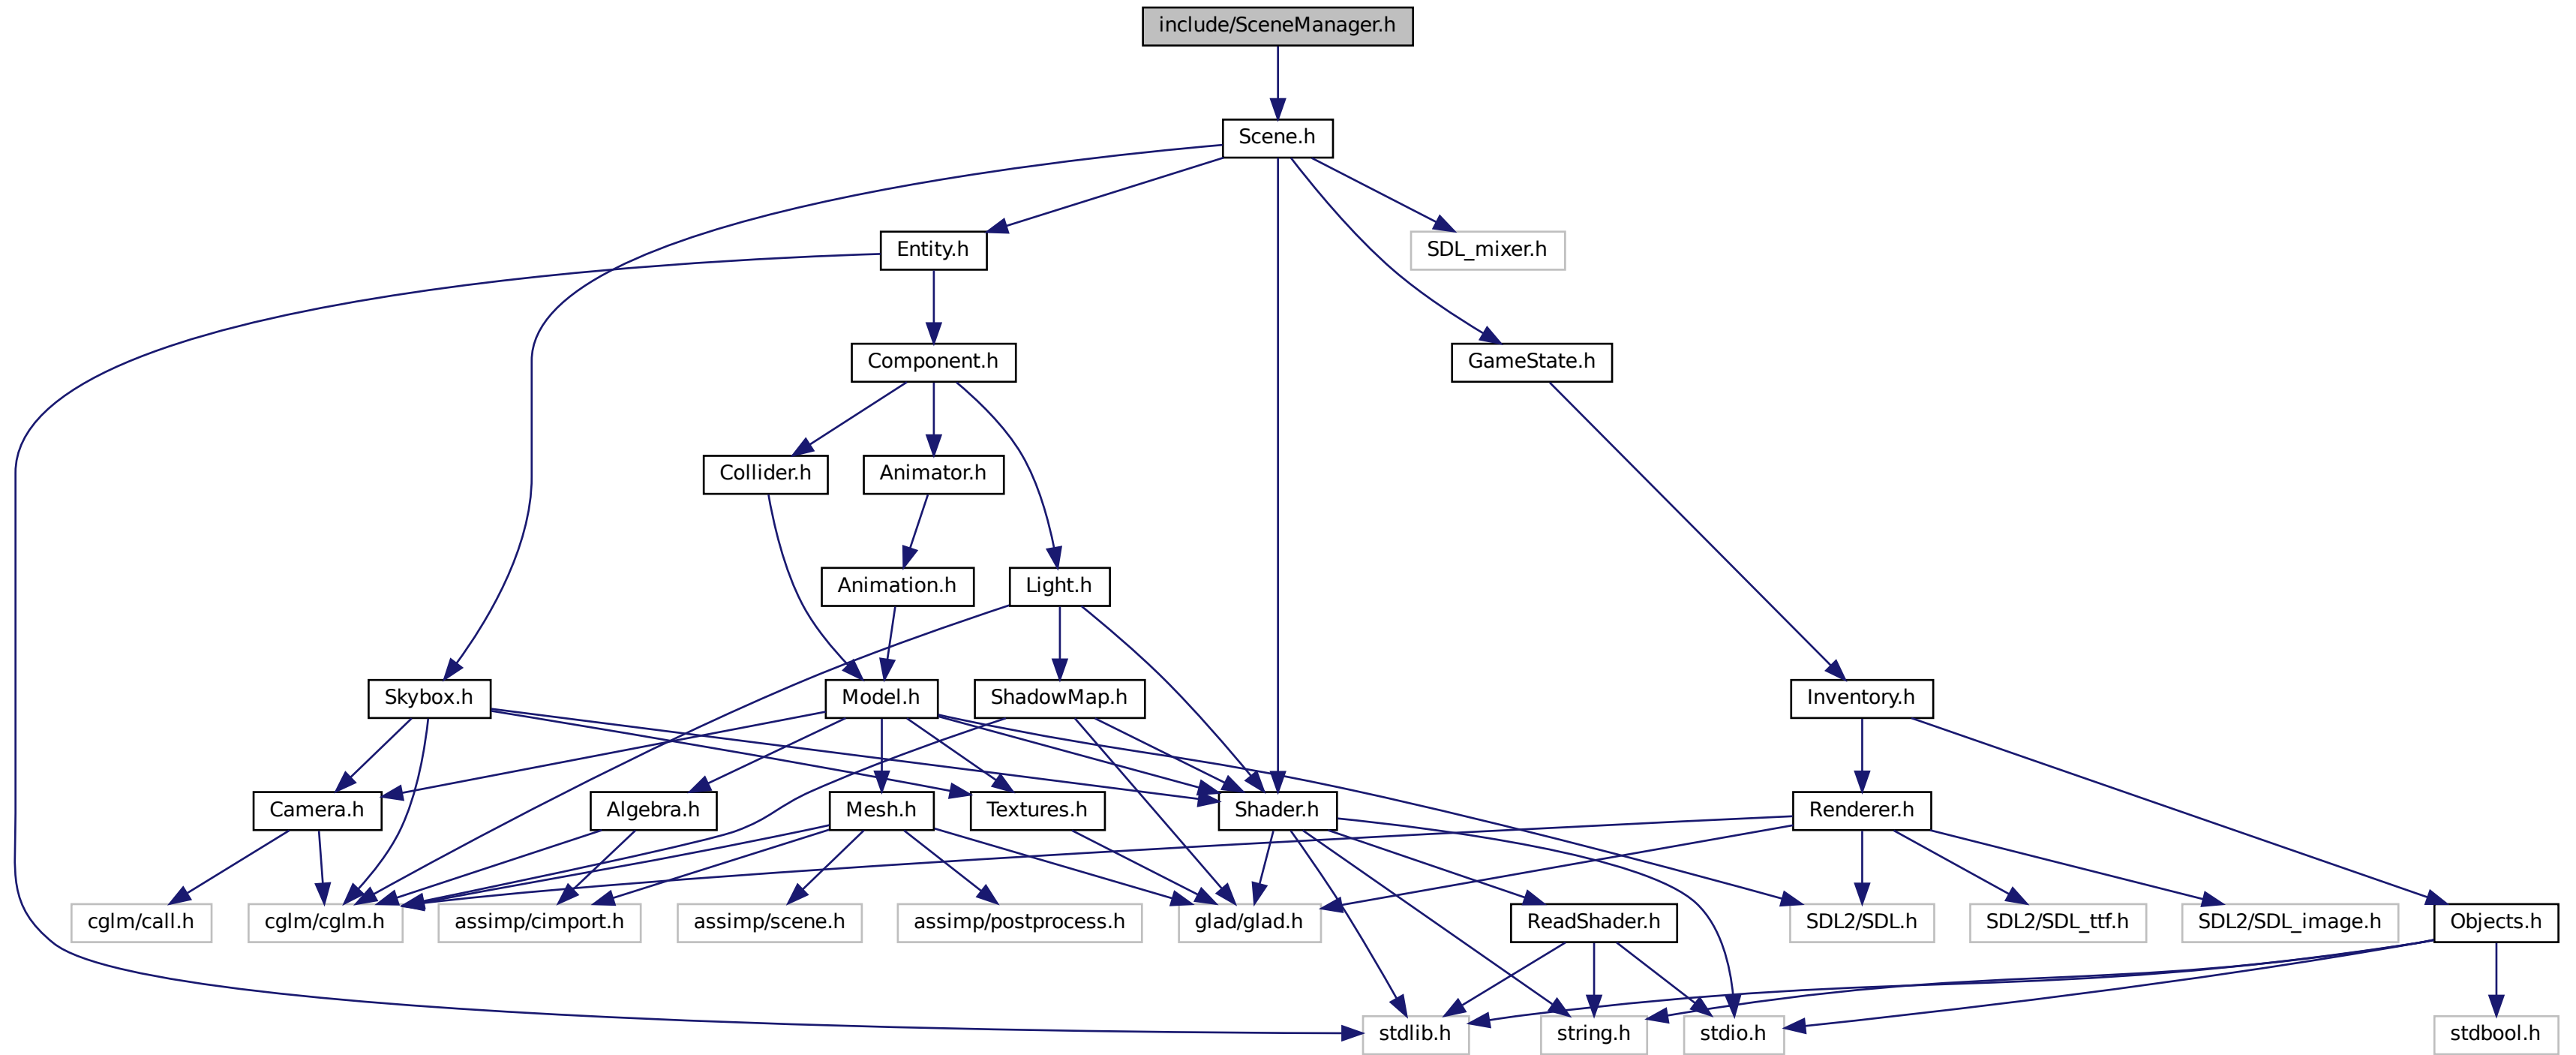 include/SceneManager.h
Scene.h
Entity.h
SDL_mixer.h
Component.h
GameState.h
Collider.h
Animator.h
Animation.h
Light.h
Skybox.h
Model.h
ShadowMap.h
Inventory.h
Camera.h
Algebra.h
Mesh.h
Textures.h
Shader.h
Renderer.h
cglm/call.h
cglm/cglm.h
assimp/cimport.h
assimp/scene.h
assimp/postprocess.h
glad/glad.h
ReadShader.h
SDL2/SDL.h
SDL2/SDL_ttf.h
SDL2/SDL_image.h
Objects.h
stdlib.h
string.h
stdio.h
stdbool.h